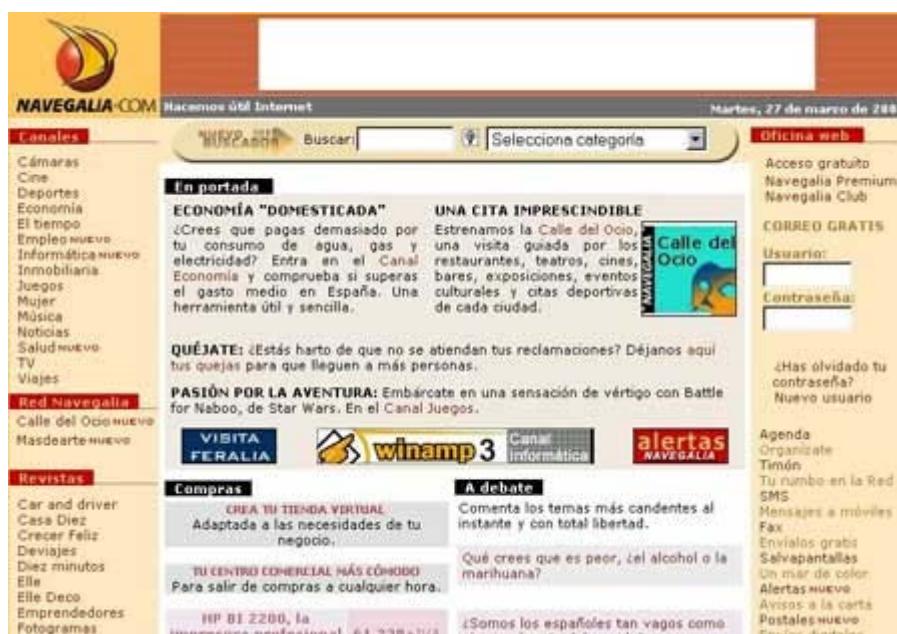 NAVEGALIA·COM
Hacemos útil Internet
Martes, 27 de marzo de
Canales
Cámaras
Cine
Deportes
Economía
El tiempo
Empleo NUEVO
Informática NUEVO
Inmobiliaria
Juegos
Mujer
Música
Noticias
Salud NUEVO
TV
Viajes
Red Navegalia
Calle del Ocio NUEVO
Masdearte NUEVO
Revistas
Car and driver
Casa Diez
Crecer Feliz
Deviajes
Diez minutos
Elle
Elle Deco
Emprendedores
Fotogramas
NUEVO
BUSCADOR
Buscar:
Selecciona categoría
En portada
ECONOMÍA "DOMESTICADA"
¿Crees que pagas demasiado por
tu consumo de agua, gas y
electricidad? Entra en el Canal
Economía y comprueba si superas
el gasto medio en España. Una
herramienta útil y sencilla.
UNA CITA IMPRESCINDIBLE
Estrenamos la Calle del Ocio,
una visita guiada por los
restaurantes, teatros, cines,
bares, exposiciones, eventos
culturales y citas deportivas
de cada ciudad.
NAVEGALIA
Calle del
Ocio
QUÉJATE: ¿Estás harto de que no se atiendan tus reclamaciones? Déjanos aquí
tus quejas para que lleguen a más personas.
PASIÓN POR LA AVENTURA: Embárcate en una sensación de vértigo con Battle
for Naboo, de Star Wars. En el Canal Juegos.
VISITA
FERALIA
winamp 3
Canal
informática
alertas
NAVEGALIA
Compras
CREA TU TIENDA VIRTUAL
Adaptada a las necesidades de tu
negocio.
TU CENTRO COMERCIAL MÁS CÓMODO
Para salir de compras a cualquier hora.
HP BI 2200, la
A debate
Comenta los temas más candentes al
instante y con total libertad.
Qué crees que es peor, ¿el alcohol o la
marihuana?
¿Somos los españoles tan vagos como
Oficina web
Acceso gratuito
Navegalia Premium
Navegalia Club
CORREO GRATIS
Usuario:
Contraseña:
¿Has olvidado tu
contraseña?
Nuevo usuario
Agenda
Organízate
Timón
Tu rumbo en la Red
SMS
Mensajes a móviles
Fax
Envíalos gratis
Salvapantallas
Un mar de color
Alertas NUEVO
Avisos a la carta
Postales NUEVO